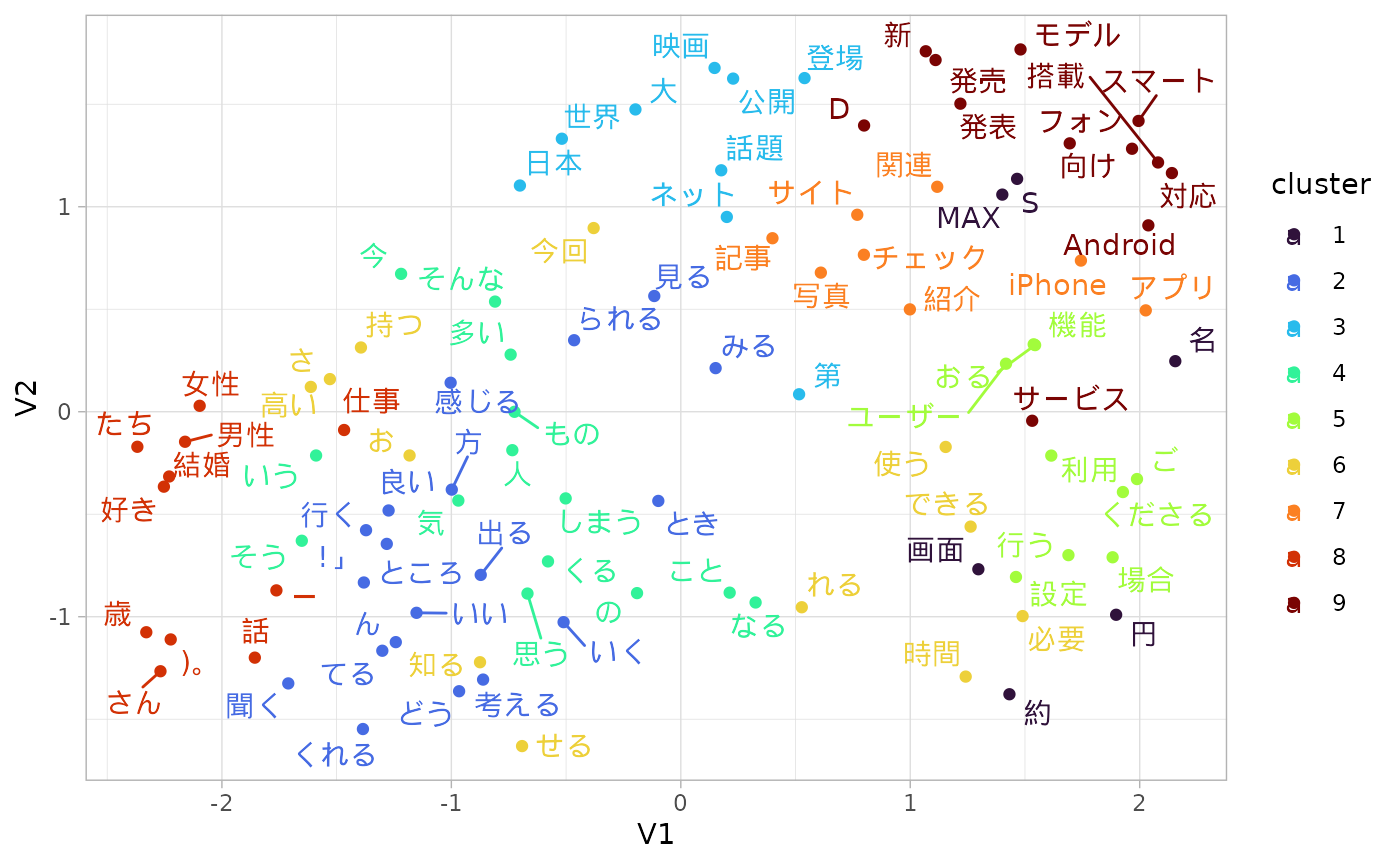 新
モデル
映画
登場
搭載
スマート
発売
大
公開
D
世界
発表
フォン
話題
日本
関連
向け
ネット
サイト
対応
S
MAX
今回
記事
チェック
Android
今
そんな
見る
写真
紹介
iPhone
アプリ
持つ
多い
られる
みる
機能
名
さ
女性
高い
仕事
感じる
第
おる
サービス
ユーザー
たち
男性
お
方
もの
結婚
いう
良い
人
使う
利用
ご
好き
行く
気
しまう
とき
できる
くださる
出る
そう
!」
ところ
くる
こと
画面
行う
場合
ー
の
れる
設定
歳
話
ん
いい
なる
円
必要
)。
てる
知る
思う
いく
時間
さん
聞く
どう
考える
約
くれる
せる
1
0
-1
-2
-1
0
1
2
V1
V2
cluster
a 1
a 2
a 3
a 4
a 5
a 6
a 7
a 8
a 9